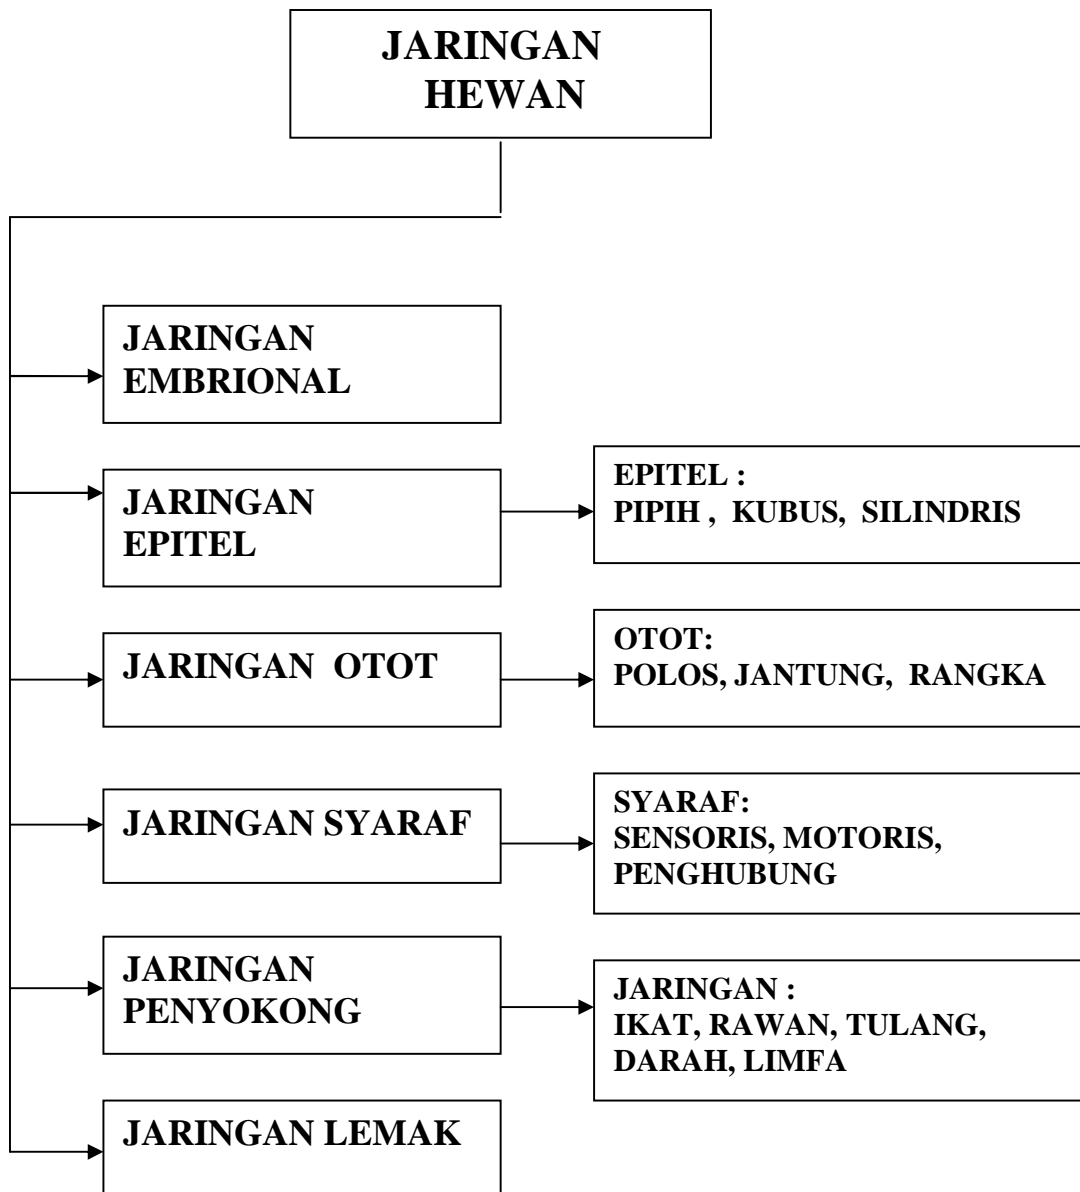 JARINGAN
HEWAN
JARINGAN
EMBRIONAL
JARINGAN
EPITEL
EPITEL :
PIPIH , KUBUS, SILINDRIS
JARINGAN OTOT
OTOT:
POLOS, JANTUNG, RANGKA
JARINGAN SYARAF
SYARAF:
SENSORIS, MOTORIS,
PENGHUBUNG
JARINGAN
PENYOKONG
JARINGAN :
IKAT, RAWAN, TULANG,
DARAH, LIMFA
JARINGAN LEMAK